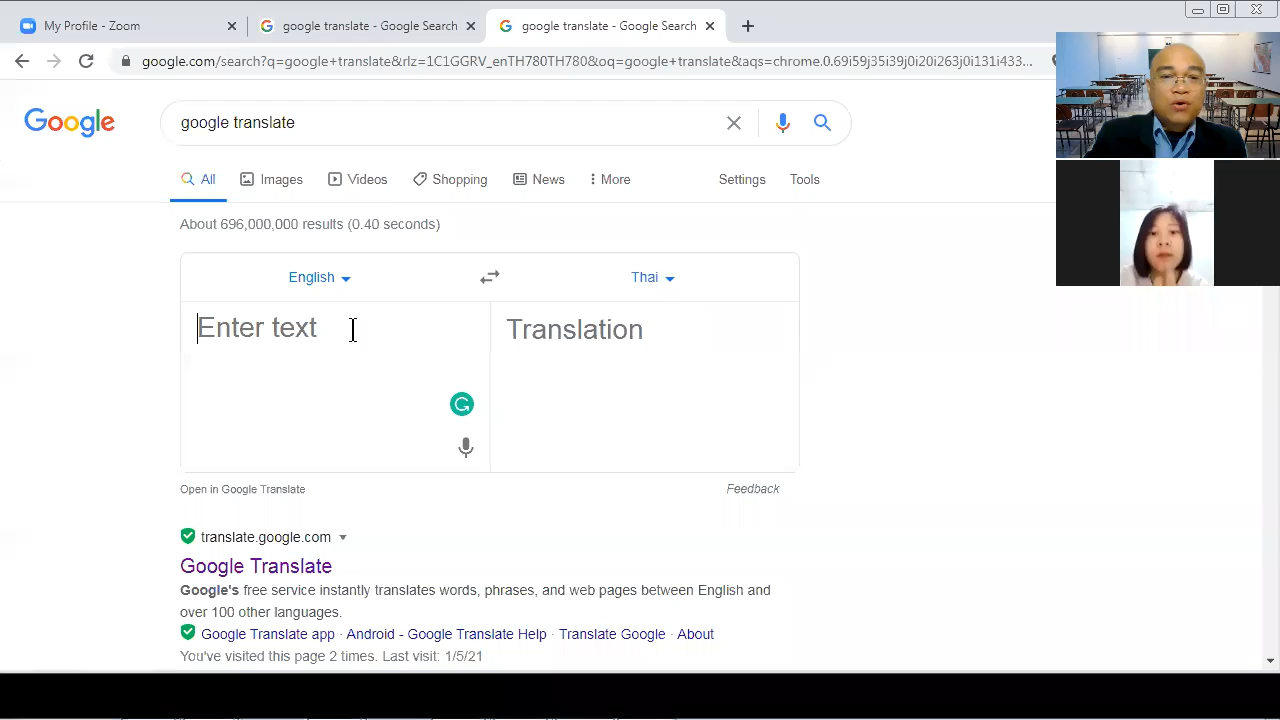 My Profile - Zoom
google translate - Google Search
google translate - Google Search
google.com/search?q=google+translate&rlz=1C1GGRV_enTH780TH780&oq=google+translate&aqs=chrome.0.69i59j35i39j0i20i263j0i131i433...
Google
google translate
All
Images
Videos
Shopping
News
More
Settings
Tools
About 696,000,000 results (0.40 seconds)
English
Thai
Enter text
Translation
Open in Google Translate
Feedback
translate.google.com
Google Translate
Google's free service instantly translates words, phrases, and web pages between English and
over 100 other languages.
Google Translate app · Android - Google Translate Help · Translate Google · About
You've visited this page 2 times. Last visit: 1/5/21